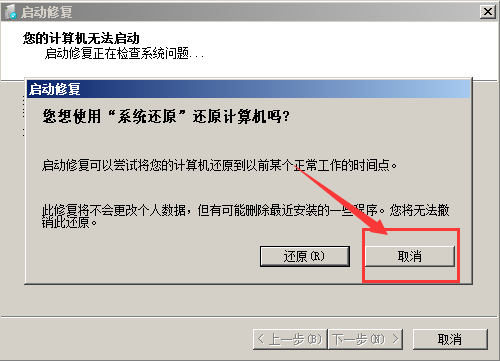 启动修复
您的计算机无法启动
启动修复正在检查系统问题...
启动修复
您想使用“系统还原”还原计算机吗?
启动修复可以尝试将您的计算机还原到以前某个正常工作的时间点。
此修复将不会更改个人数据，但有可能删除最近安装的一些程序。您将无法撤
销此还原。
还原(R)
取消
< 上一步(B)
下一步(N) >
取消